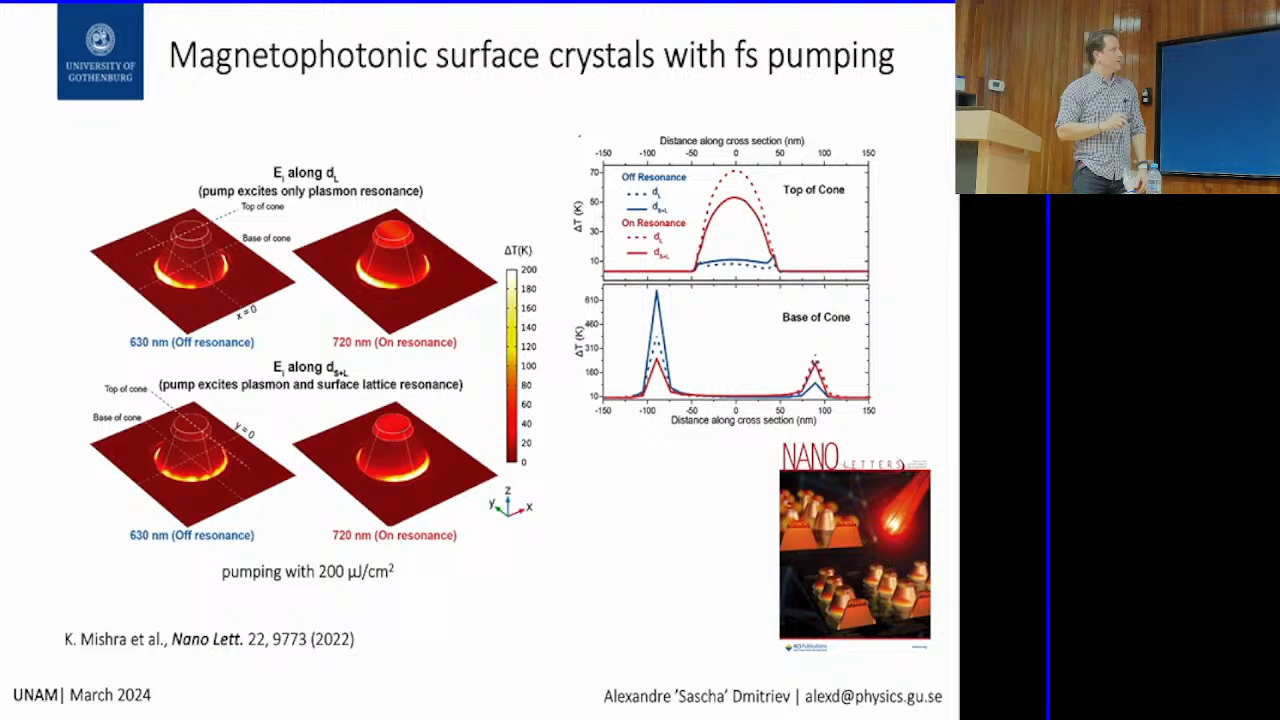 UNIVERSITY OF
GOTHENBURG
Magnetophotonic surface crystals with fs pumping
Ei along dL
(pump excites only plasmon resonance)
Top of cone
Base of cone
x = 0
630 nm (Off resonance)
720 nm (On resonance)
Ei along dS+L
(pump excites plasmon and surface lattice resonance)
Top of cone
Base of cone
y = 0
630 nm (Off resonance)
720 nm (On resonance)
ΔT(K)
200
180
160
140
120
100
80
60
40
20
0
z
y
x
pumping with 200 µJ/cm²
Distance along cross section (nm)
-150 -100 -50 0 50 100 150
Off Resonance
dL
dS+L
On Resonance
dL
dS+L
Top of Cone
ΔT (K)
70
50
30
10
Base of Cone
ΔT (K)
610
460
310
160
10
-150 -100 -50 0 50 100 150
Distance along cross section (nm)
NANO
LETTERS
ACS Publications
K. Mishra et al., Nano Lett. 22, 9773 (2022)
UNAM| March 2024
Alexandre ’Sascha’ Dmitriev | alexd@physics.gu.se